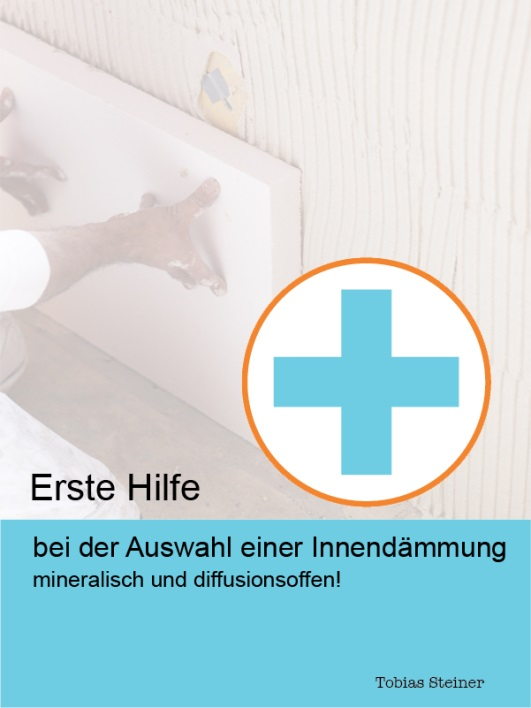 Erste Hilfe
bei der Auswahl einer Innendämmung
mineralisch und diffusionsoffen!
Tobias Steiner